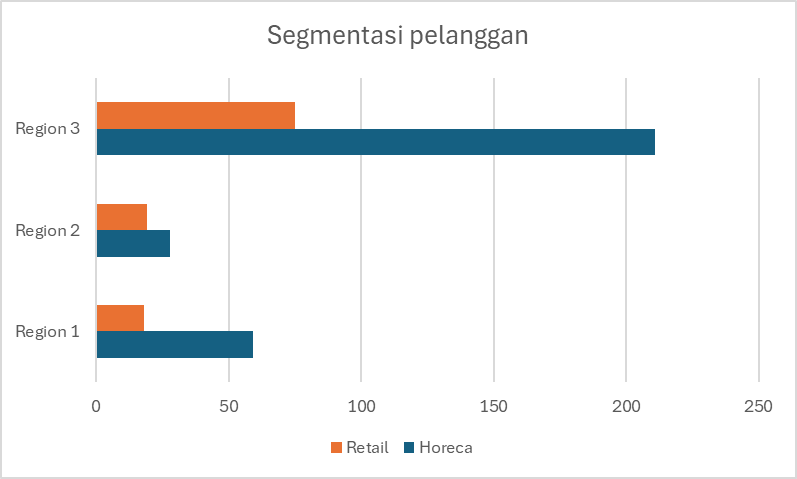 Segmentasi pelanggan
Region 3
Region 2
Region 1
0 50 100 150 200 250
Retail Horeca